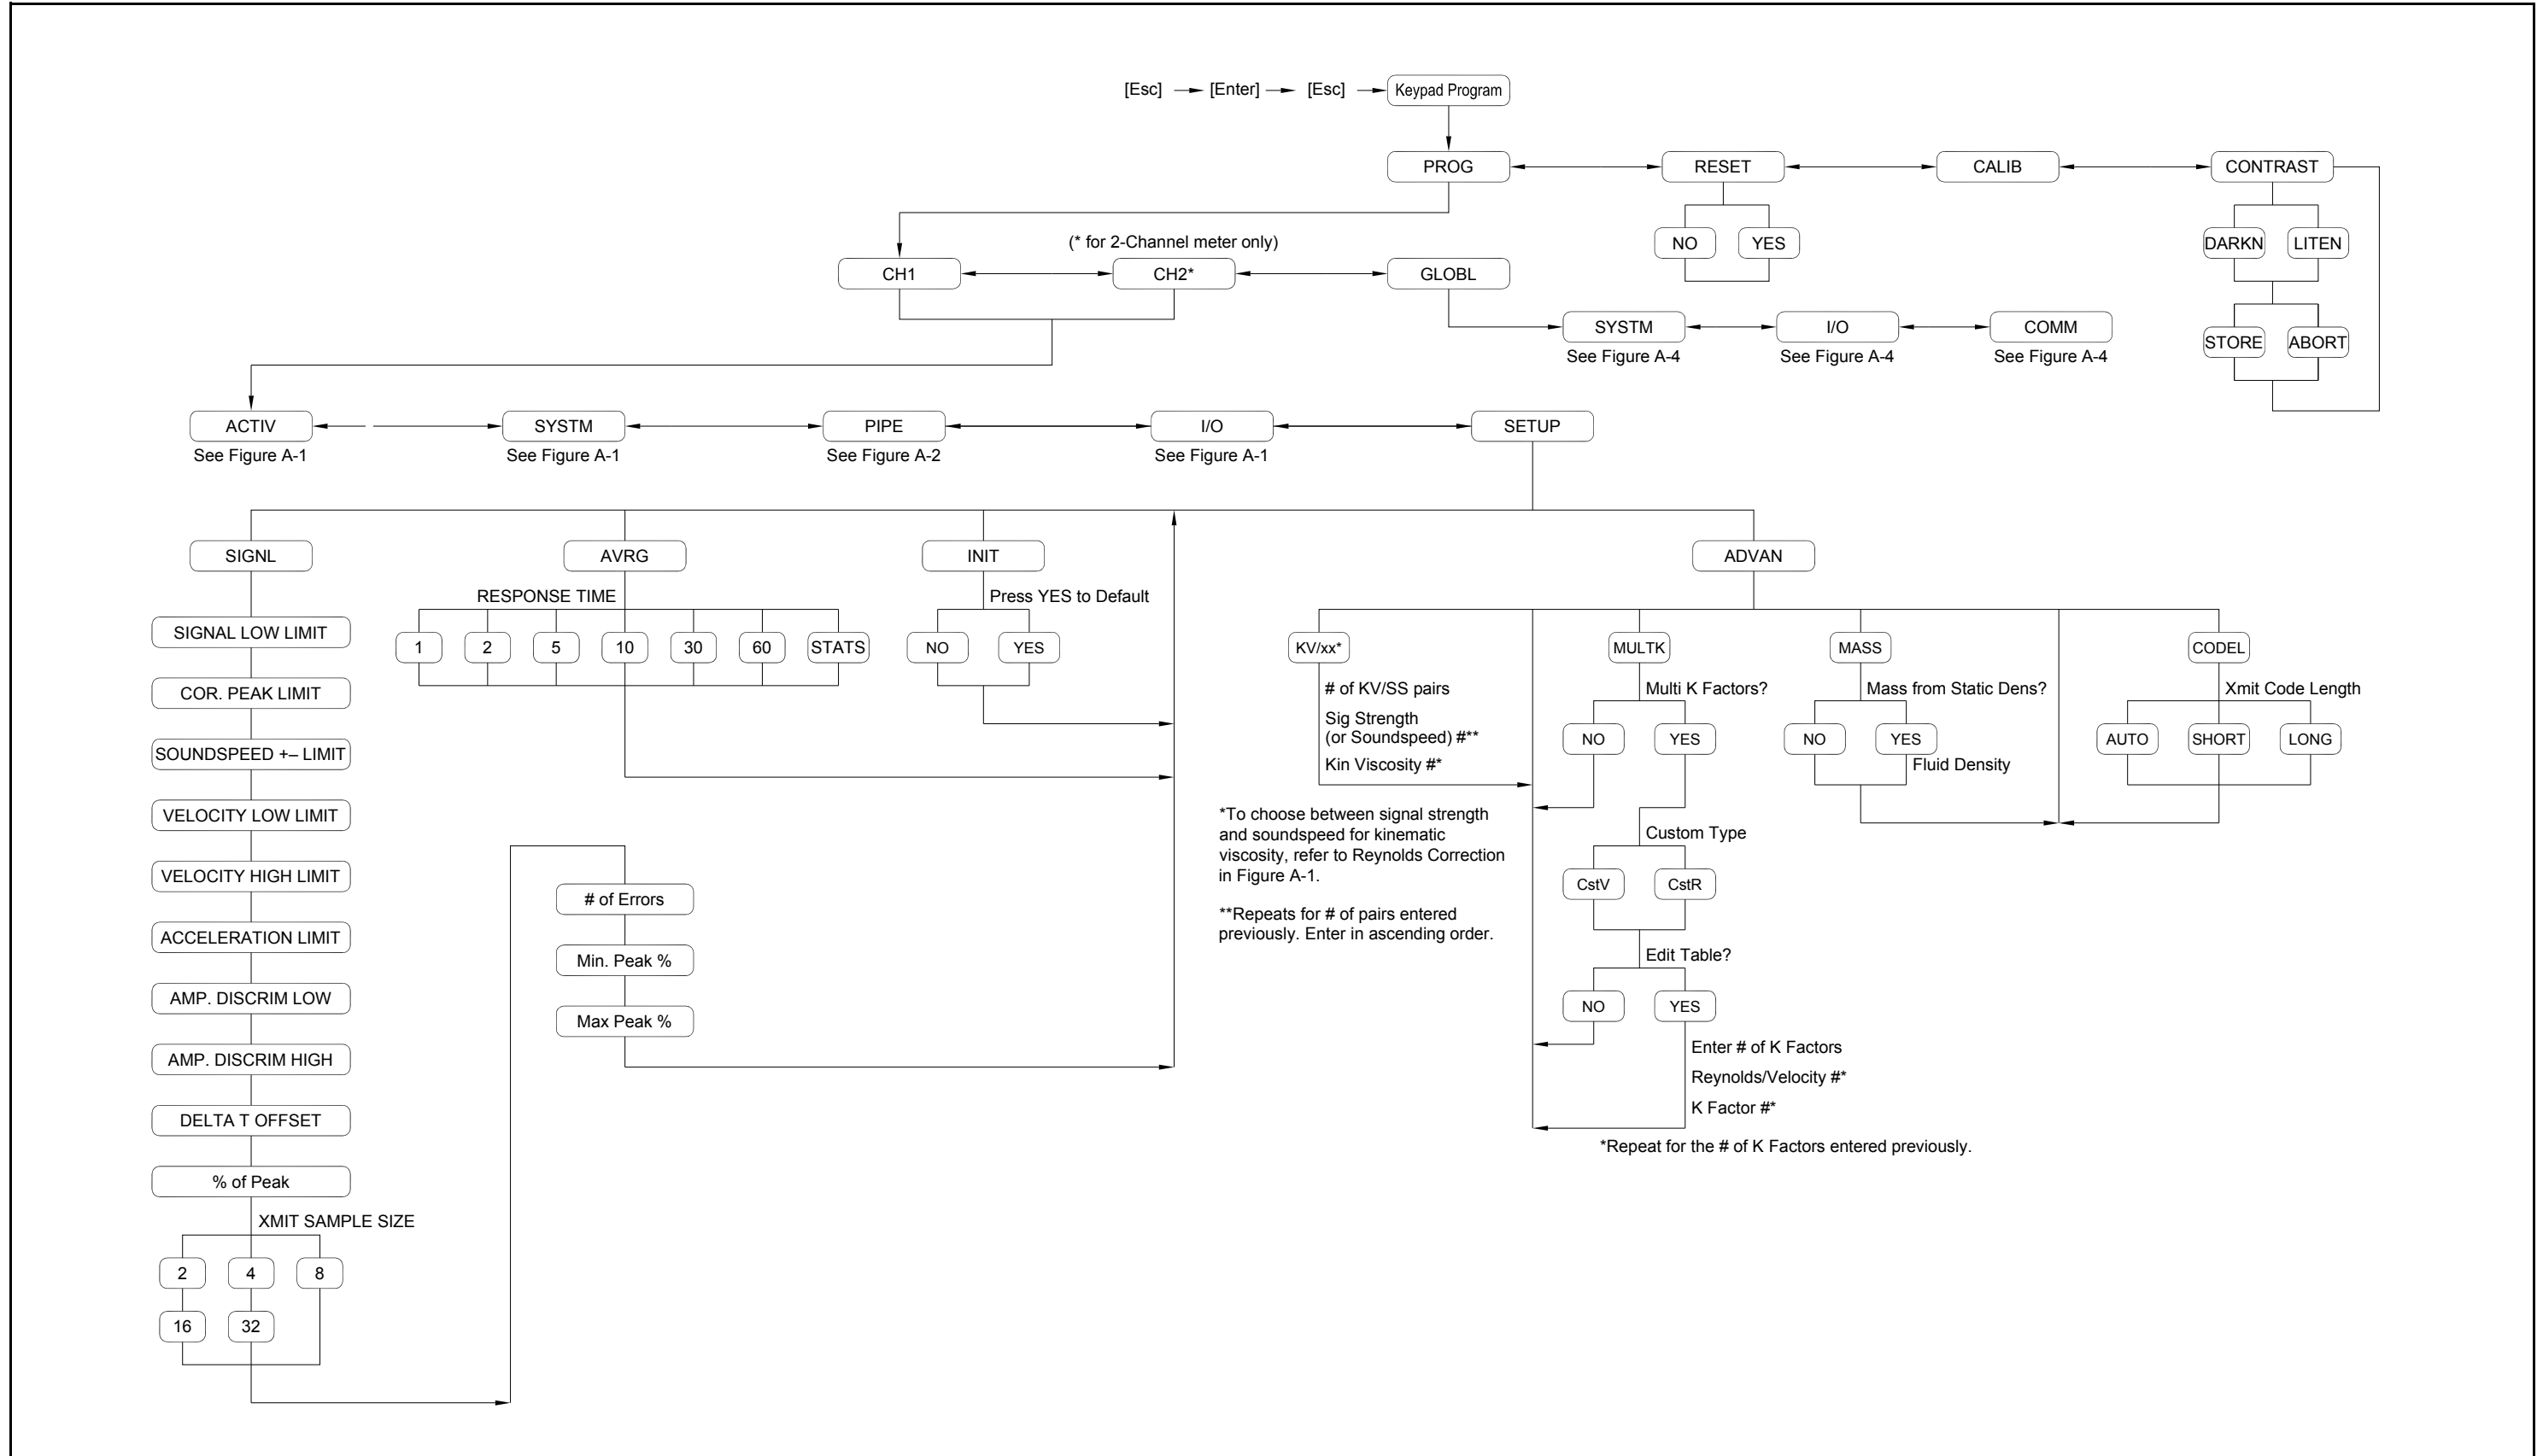 [Esc] [Enter] [Esc] Keypad Program
PROG RESET CALIB CONTRAST
NO YES DARKN LITEN
(* for 2-Channel meter only)
CH1 CH2* GLOBL
SYSTM I/O COMM STORE ABORT
See Figure A-4 See Figure A-4 See Figure A-4
ACTIV SYSTM PIPE I/O SETUP
See Figure A-1 See Figure A-1 See Figure A-2 See Figure A-1
SIGNL AVRG INIT ADVAN
RESPONSE TIME Press YES to Default
SIGNAL LOW LIMIT
COR. PEAK LIMIT
SOUNDSPEED +– LIMIT
VELOCITY LOW LIMIT
VELOCITY HIGH LIMIT
ACCELERATION LIMIT
AMP. DISCRIM LOW
AMP. DISCRIM HIGH
DELTA T OFFSET
% of Peak
XMIT SAMPLE SIZE
2 4 8
16 32
1 2 5 10 30 60 STATS
NO YES
# of Errors
Min. Peak %
Max Peak %
KV/xx* MULTK MASS CODEL
# of KV/SS pairs
Sig Strength
(or Soundspeed) #**
Kin Viscosity #*
*To choose between signal strength
and soundspeed for kinematic
viscosity, refer to Reynolds Correction
in Figure A-1.
**Repeats for # of pairs entered
previously. Enter in ascending order.
Multi K Factors?
NO YES
Custom Type
CstV CstR
Edit Table?
NO YES
Enter # of K Factors
Reynolds/Velocity #*
K Factor #*
*Repeat for the # of K Factors entered previously.
Mass from Static Dens?
NO YES
Fluid Density
Xmit Code Length
AUTO SHORT LONG